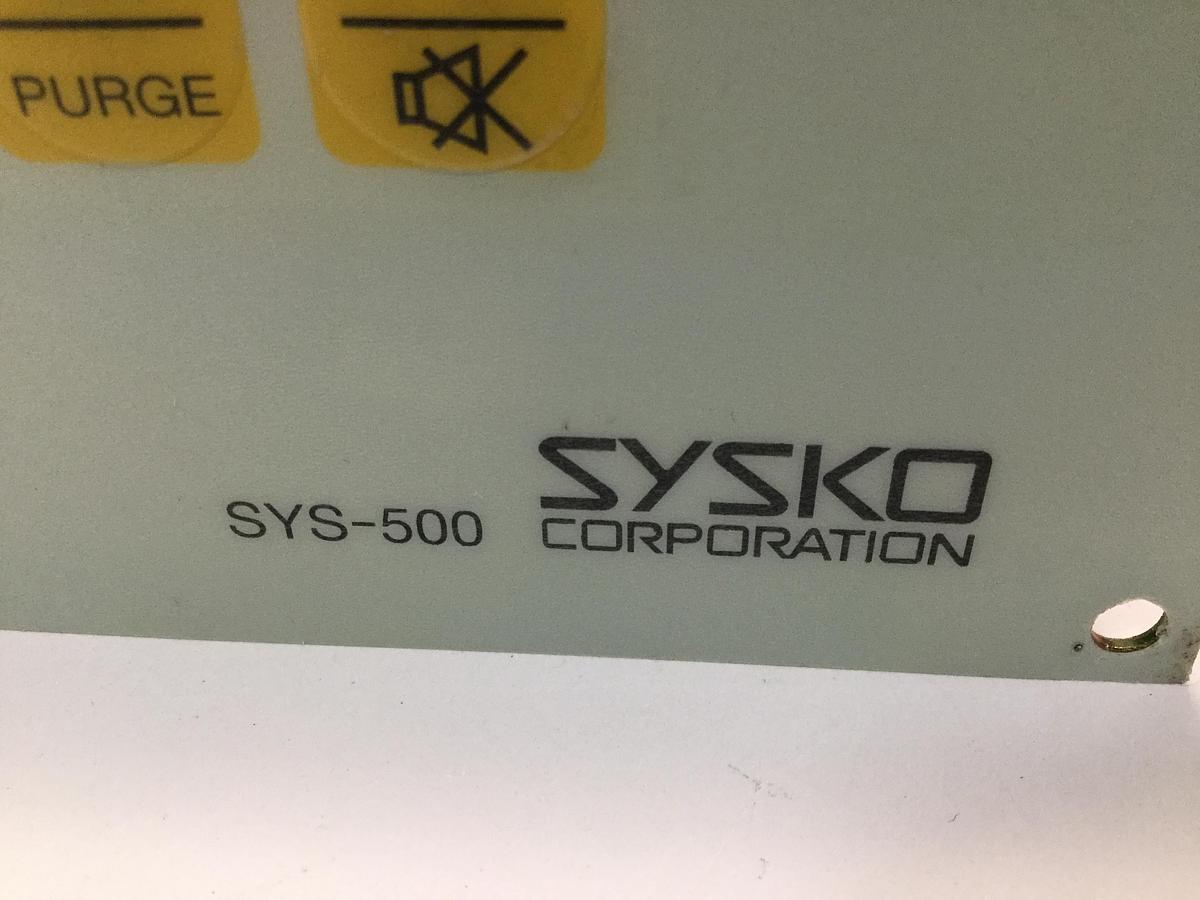 PURGE
SYS-500
SYSKO
CORPORATION